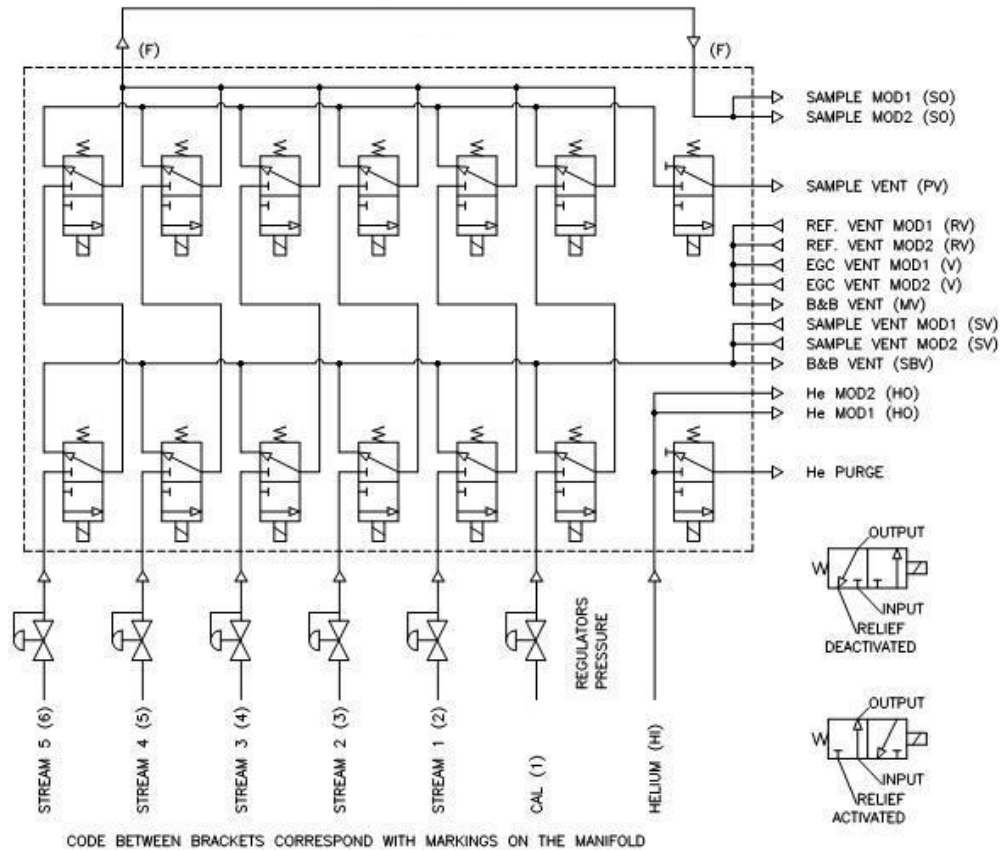 (F)
(F)
SAMPLE MOD1 (SO)
SAMPLE MOD2 (SO)
SAMPLE VENT (PV)
REF. VENT MOD1 (RV)
REF. VENT MOD2 (RV)
EGC VENT MOD1 (V)
EGC VENT MOD2 (V)
B&B VENT (MV)
SAMPLE VENT MOD1 (SV)
SAMPLE VENT MOD2 (SV)
B&B VENT (SBV)
He MOD2 (HO)
He MOD1 (HO)
He PURGE
OUTPUT
INPUT
RELIEF
DEACTIVATED
OUTPUT
INPUT
RELIEF
ACTIVATED
REGULATORS
PRESSURE
STREAM 5 (6)
STREAM 4 (5)
STREAM 3 (4)
STREAM 2 (3)
STREAM 1 (2)
CAL (1)
HELIUM (HI)
CODE BETWEEN BRACKETS CORRESPOND WITH MARKINGS ON THE MANIFOLD